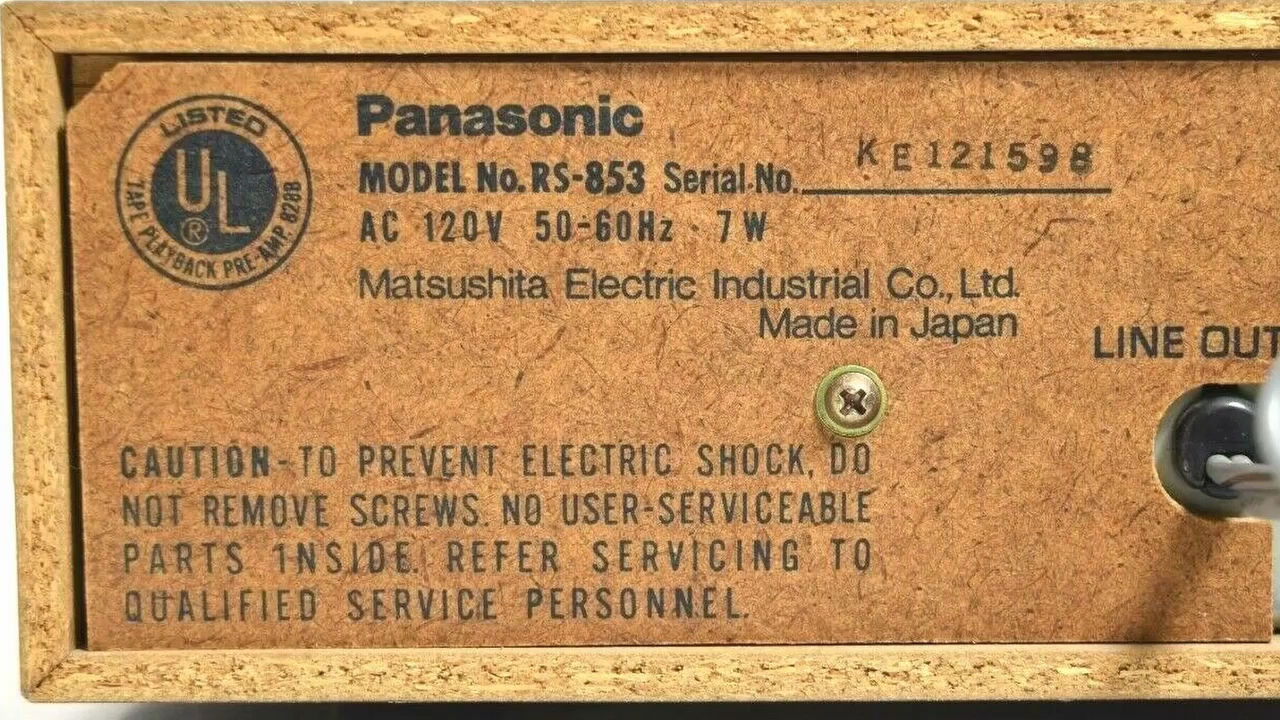 LISTED
UL
®
TAPE PLAYBACK PRE-AMP 828B
Panasonic
MODEL No. RS-853 Serial No. KE121598
AC 120V 50-60Hz 7W
Matsushita Electric Industrial Co., Ltd.
Made in Japan
LINE OUT
CAUTION-TO PREVENT ELECTRIC SHOCK, DO
NOT REMOVE SCREWS. NO USER-SERVICEABLE
PARTS INSIDE. REFER SERVICING TO
QUALIFIED SERVICE PERSONNEL.